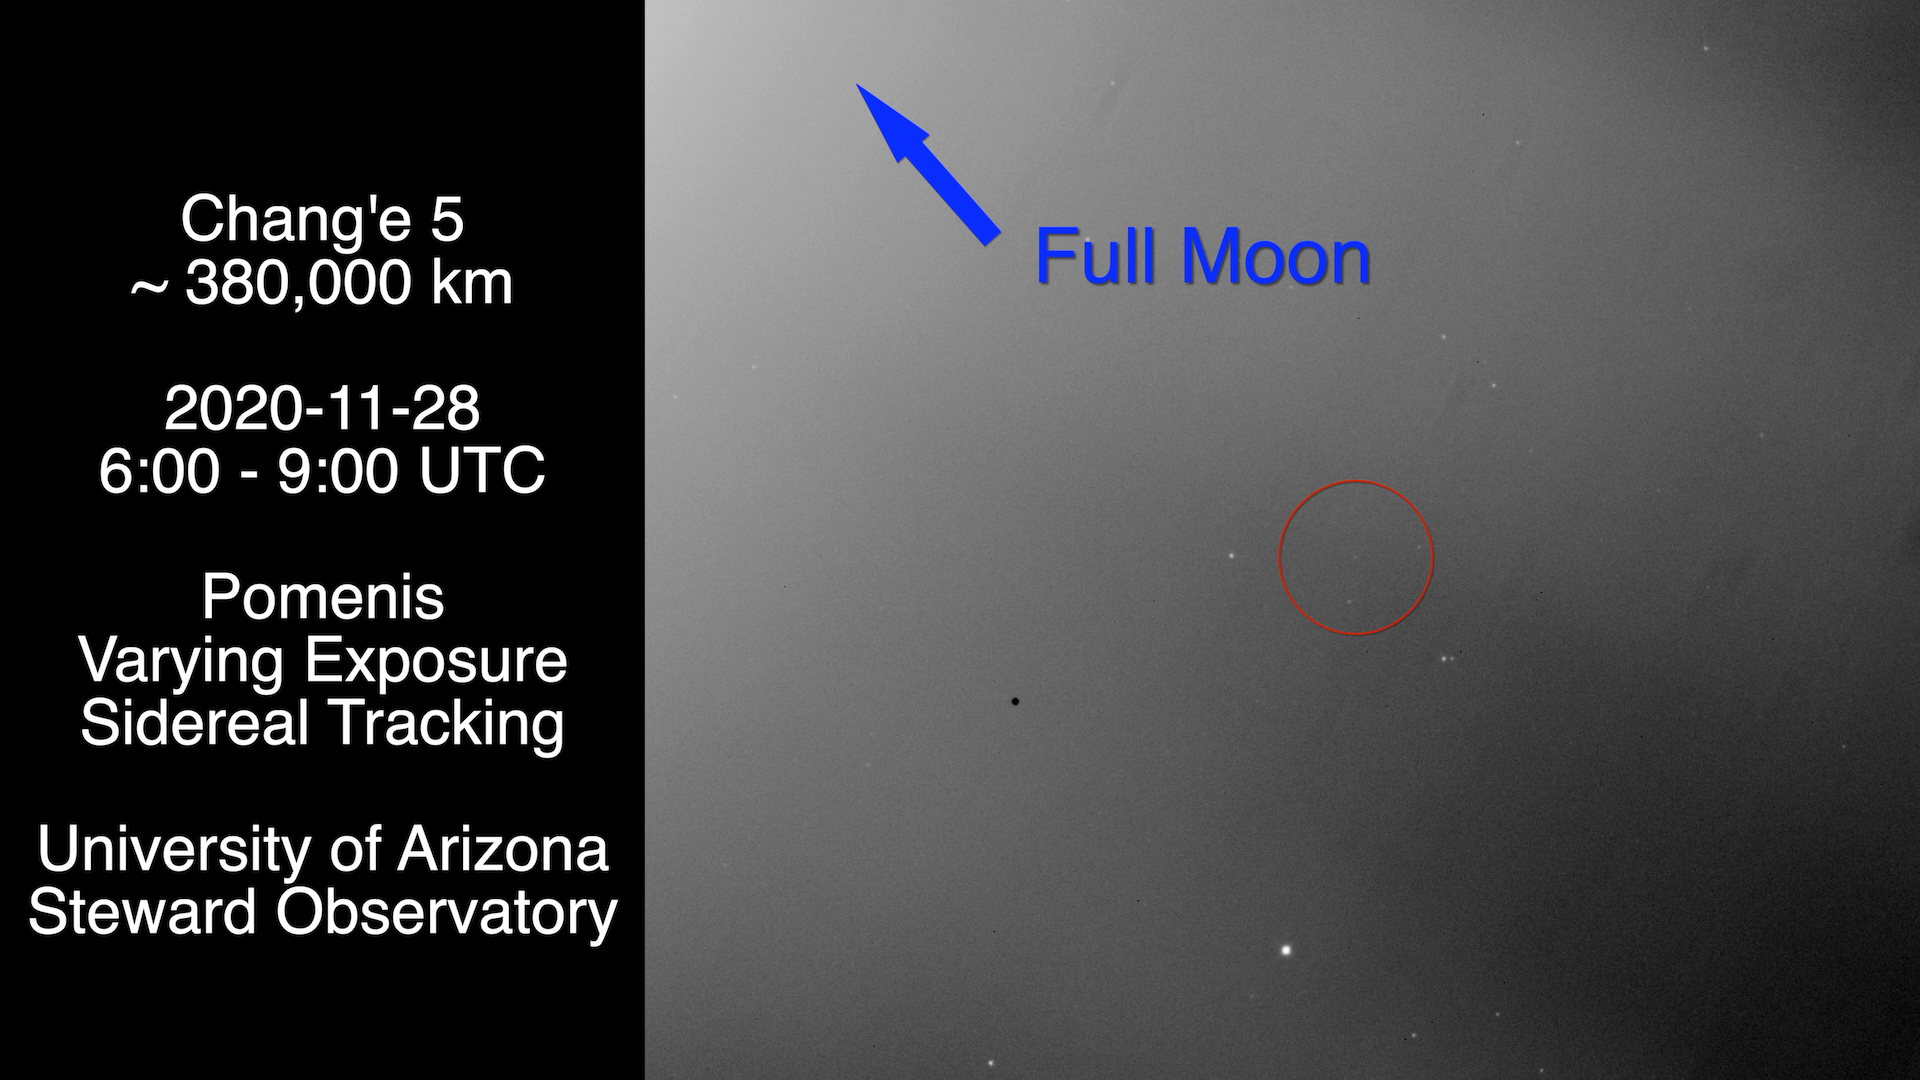 Chang'e 5
~ 380,000 km
2020-11-28
6:00 - 9:00 UTC
Pomenis
Varying Exposure
Sidereal Tracking
University of Arizona
Steward Observatory
Full Moon